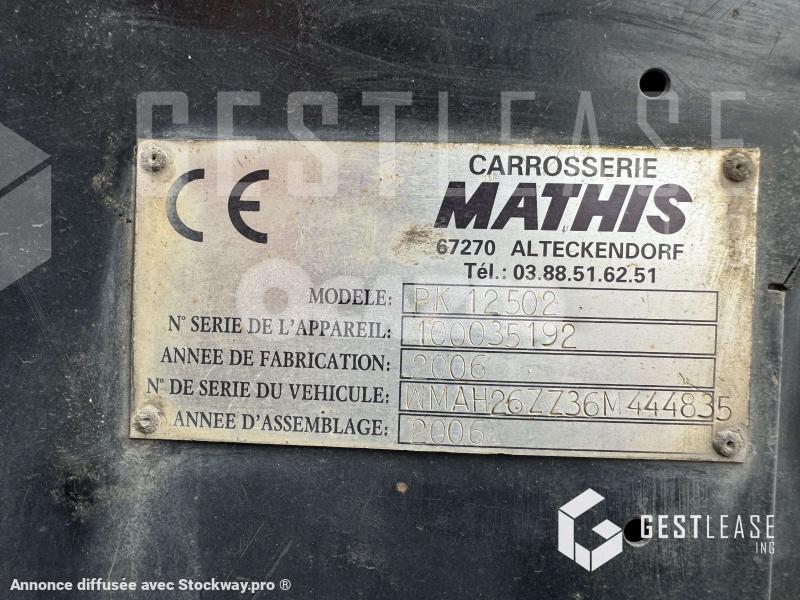 GESTLEASE
CE
CARROSSERIE
MATHIS
67270 ALTECKENDORF
Tél.: 03.88.51.62.51
MODELE: PK 12502
N° SERIE DE L'APPAREIL: 100035192
ANNEE DE FABRICATION: 2006
N° DE SERIE DU VEHICULE: WMAH26ZZ36M444835
ANNEE D'ASSEMBLAGE: 2006
GESTLEASE
INC
Annonce diffusée avec Stockway.pro ®